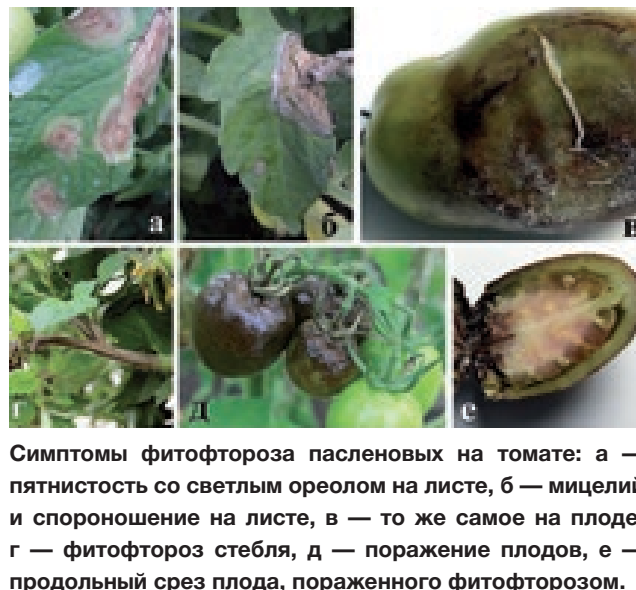 а
б
в
г
д
е
Симптомы фитофтороза пасленовых на томате: а —
пятнистость со светлым ореолом на листе, б — мицелий
и спороношение на листе, в — то же самое на плоде
г — фитофтороз стебля, д — поражение плодов, е —
продольный срез плода, пораженного фитофторозом.